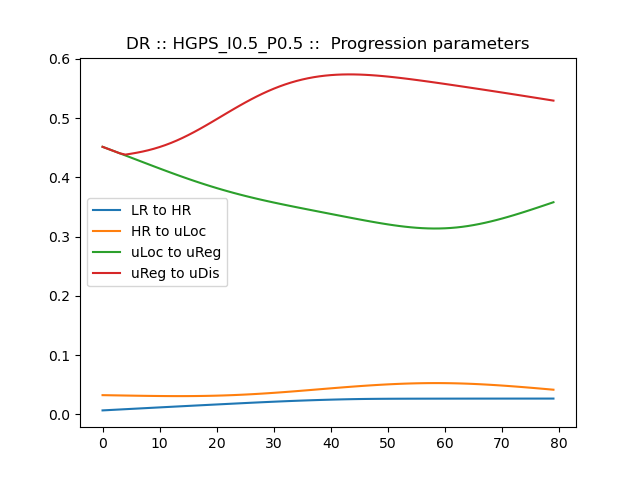 DR :: HGPS_I0.5_P0.5 ::  Progression parameters
0.6
0.5
0.4
0.3
0.2
0.1
0.0
LR to HR
HR to uLoc
uLoc to uReg
uReg to uDis
0 10 20 30 40 50 60 70 80